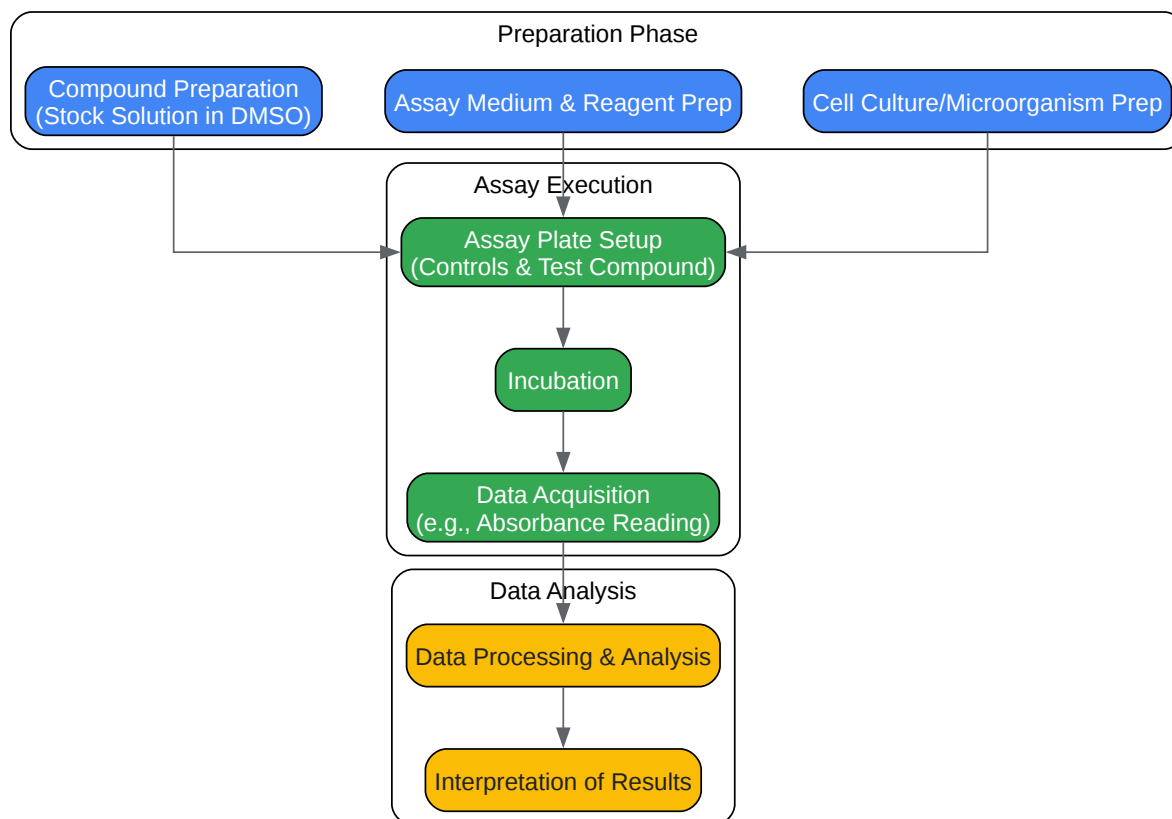 Preparation Phase
Compound Preparation
(Stock Solution in DMSO)
Assay Medium & Reagent Prep
Cell Culture/Microorganism Prep
Assay Execution
Assay Plate Setup
(Controls & Test Compound)
Incubation
Data Acquisition
(e.g., Absorbance Reading)
Data Analysis
Data Processing & Analysis
Interpretation of Results